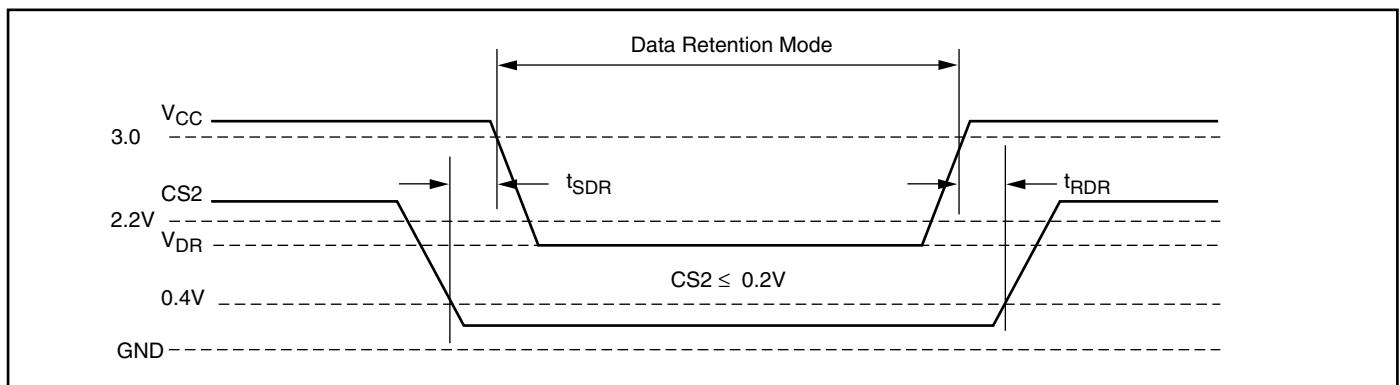 Data Retention Mode
VCC
3.0
tSDR
tRDR
CS2
2.2V
VDR
CS2 ≤ 0.2V
0.4V
GND